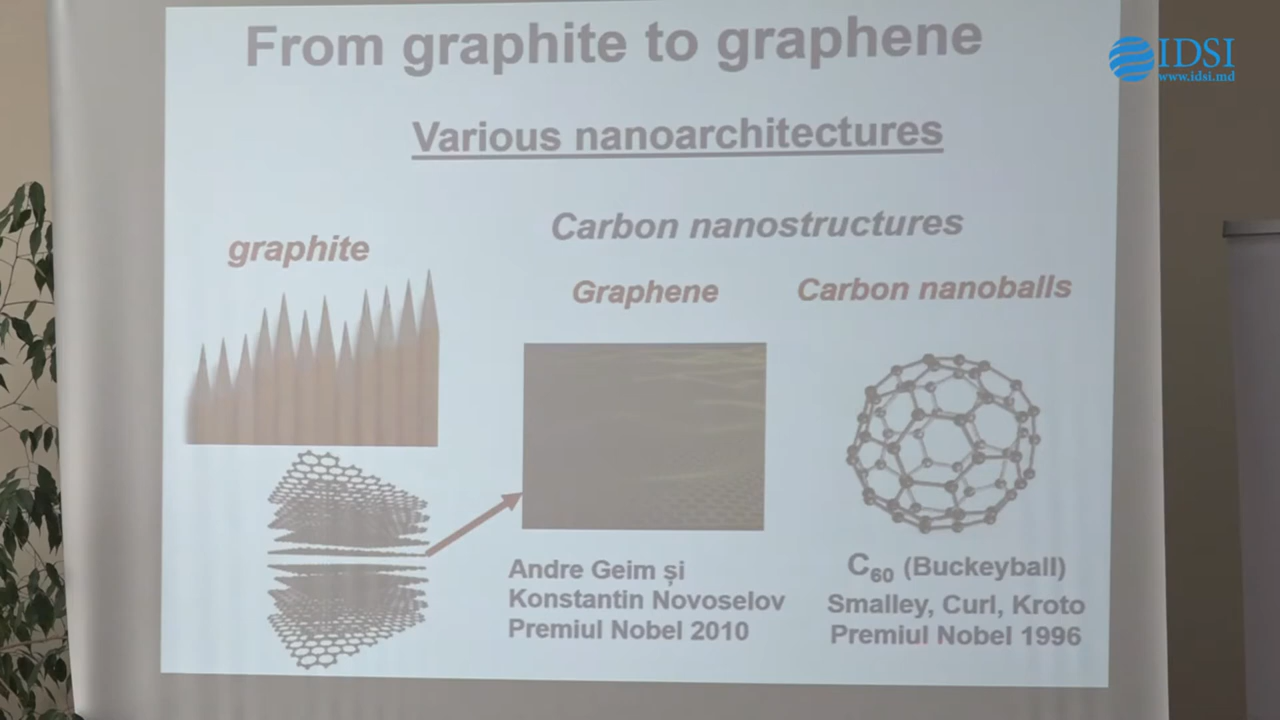 From graphite to graphene
IDSI
www.idsi.md
Various nanoarchitectures
Carbon nanostructures
graphite
Graphene
Carbon nanoballs
Andre Geim și
Konstantin Novoselov
Premiul Nobel 2010
C₆₀ (Buckeyball)
Smalley, Curl, Kroto
Premiul Nobel 1996